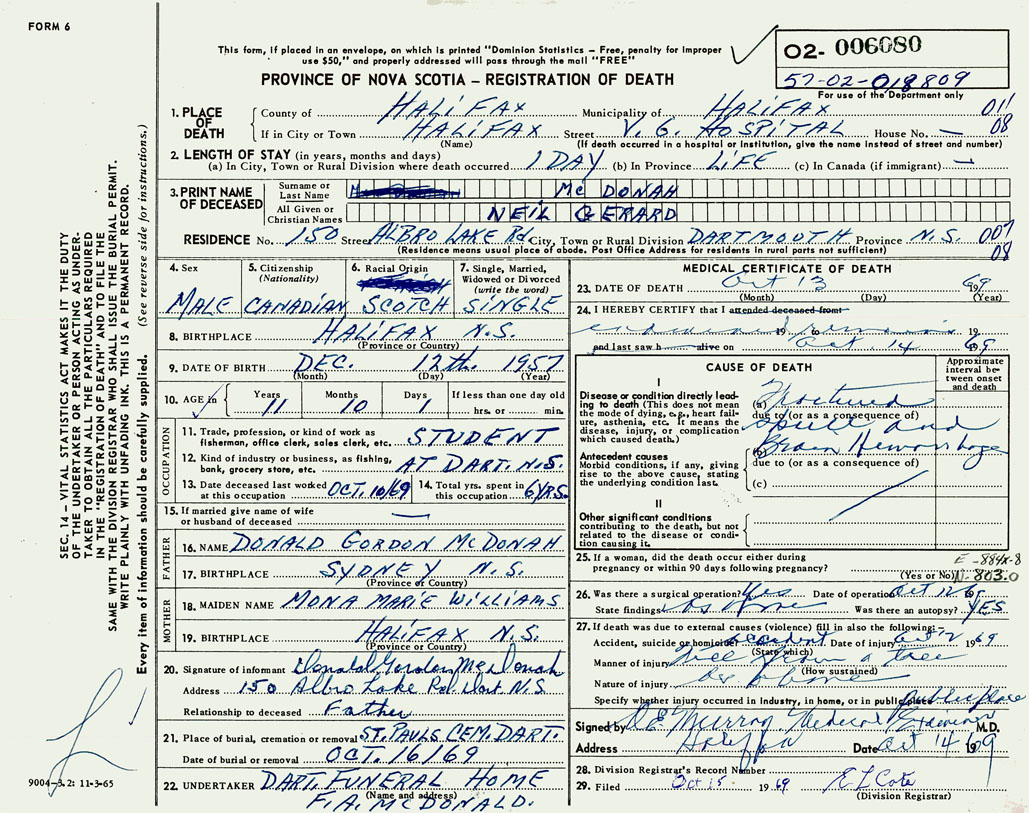 FORM 6
This form, if placed in an envelope, on which is printed "Dominion Statistics – Free, penalty for improper
use $50," and properly addressed will pass through the mail "FREE"
PROVINCE OF NOVA SCOTIA – REGISTRATION OF DEATH
02- 006080
57-02-018809
For use of the Department only
SEC. 14 – VITAL STATISTICS ACT MAKES IT THE DUTY
OF THE UNDERTAKER OR PERSON ACTING AS UNDER-
TAKER TO OBTAIN ALL THE PARTICULARS REQUIRED
IN THE "REGISTRATION OF DEATH" AND TO FILE THE
SAME WITH THE DIVISION REGISTRAR WHO SHALL ISSUE THE BURIAL PERMIT.
WRITE PLAINLY WITH UNFADING INK. THIS IS A PERMANENT RECORD.
Every item of information should be carefully supplied. (See reverse side for instructions.)
1. PLACE OF DEATH County of HALIFAX Municipality of HALIFAX 011
If in City or Town HALIFAX Street V. G. HOSPITAL House No. — 08
(Name) (If death occurred in a hospital or institution, give the name instead of street and number)
2. LENGTH OF STAY (in years, months and days)
(a) In City, Town or Rural Division where death occurred 1 DAY (b) In Province LIFE (c) In Canada (if immigrant) —
3. PRINT NAME OF DECEASED Surname or Last Name MC DONAH
All Given or Christian Names NEIL GERARD
RESIDENCE No. 150 Street ALBRO LAKE Rd City, Town or Rural Division DARTMOUTH Province N.S. 007
(Residence means usual place of abode. Post Office Address for residents in rural parts not sufficient) 08
4. Sex MALE
5. Citizenship (Nationality) CANADIAN
6. Racial Origin SCOTCH
7. Single, Married, Widowed or Divorced (write the word) SINGLE
8. BIRTHPLACE HALIFAX N.S.
(Province or Country)
9. DATE OF BIRTH DEC. 12th. 1957
(Month) (Day) (Year)
10. AGE in Years 11 Months 10 Days 1 If less than one day old hrs. or min.
OCCUPATION
11. Trade, profession, or kind of work as fisherman, office clerk, sales clerk, etc. STUDENT
12. Kind of industry or business, as fishing, bank, grocery store, etc. AT DART. N.S.
13. Date deceased last worked at this occupation OCT. 10/69
14. Total yrs. spent in this occupation 6 YRS.
15. If married give name of wife or husband of deceased —
FATHER
16. NAME DONALD GORDON MCDONAH
17. BIRTHPLACE SYDNEY N.S.
(Province or Country)
MOTHER
18. MAIDEN NAME MONA MARIE WILLIAMS
19. BIRTHPLACE HALIFAX N.S.
(Province or Country)
20. Signature of informant Donald Gordon McDonah
Address 150 Albro Lake Rd. Dart N.S.
Relationship to deceased Father
21. Place of burial, cremation or removal ST. PAULS CEM. DART.
Date of burial or removal OCT. 16/69
22. UNDERTAKER DART. FUNERAL HOME
(Name and address)
F. A. MCDONALD.
9004-3.2: 11-3-65
MEDICAL CERTIFICATE OF DEATH
23. DATE OF DEATH Oct 13 1969
(Month) (Day) (Year)
24. I HEREBY CERTIFY that I attended deceased from
19 to 19
and last saw h alive on Oct. 14 1969
CAUSE OF DEATH
Approximate interval between onset and death
I
Disease or condition directly leading to death (This does not mean the mode of dying, e.g., heart failure, asthenia, etc. It means the disease, injury, or complication which caused death.)
(a) Fractured
due to (or as a consequence of)
Skull and
Antecedent causes
Morbid conditions, if any, giving rise to the above cause, stating the underlying condition last.
(b) Brain Hemorrhage
due to (or as a consequence of)
(c)
II
Other significant conditions
contributing to the death, but not related to the disease or condition causing it.
25. If a woman, did the death occur either during pregnancy or within 90 days following pregnancy?
(Yes or No)
E -884X-8
N- 803.0
26. Was there a surgical operation? Yes Date of operation Oct 12 69
State findings as above Was there an autopsy? YES
27. If death was due to external causes (violence) fill in also the following:–
Accident, suicide or homicide? accident Date of injury Oct 12 1969
(State which)
Manner of injury Fell from a tree
(How sustained)
Nature of injury as above
Specify whether injury occurred in industry, in home, or in public place public place
Signed by D.E. Murray Medical Examiner M.D.
Address Halifax Date Oct 14 1969
28. Division Registrar's Record Number
29. Filed Oct 15 1969 E L Cote
(Division Registrar)